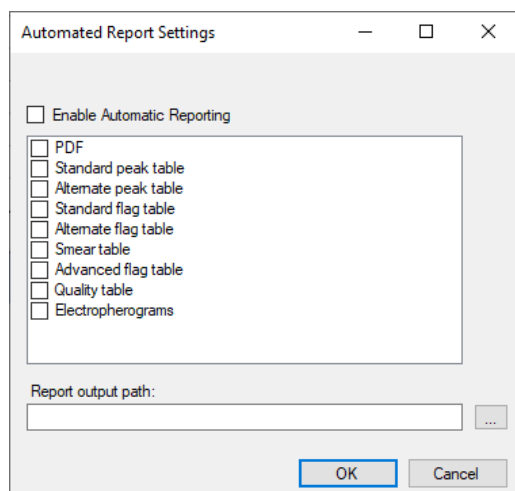 Automated Report Settings
Enable Automatic Reporting
PDF
Standard peak table
Alternate peak table
Standard flag table
Alternate flag table
Smear table
Advanced flag table
Quality table
Electropherograms
Report output path:
...
OK Cancel